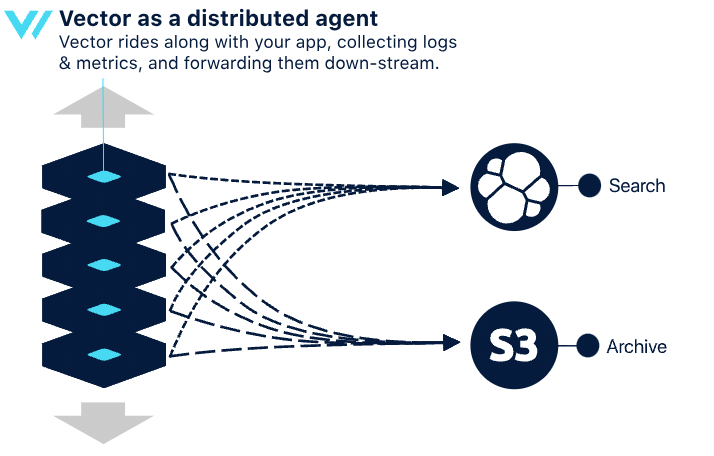 Vector as a distributed agent
Vector rides along with your app, collecting logs
& metrics, and forwarding them down-stream.
Search
S3
Archive